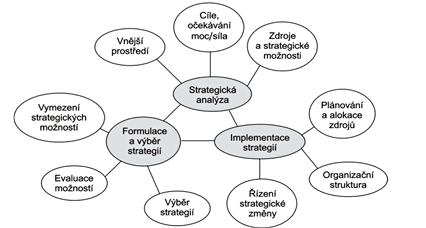 Cíle,
očekávání
moc/síla
Vnější
prostředí
Zdroje
a strategické
možnosti
Strategická
analýza
Vymezení
strategických
možností
Formulace
a výběr
strategií
Implementace
strategií
Plánování
a alokace
zdrojů
Evaluace
možností
Výběr
strategií
Řízení
strategické
změny
Organizační
struktura